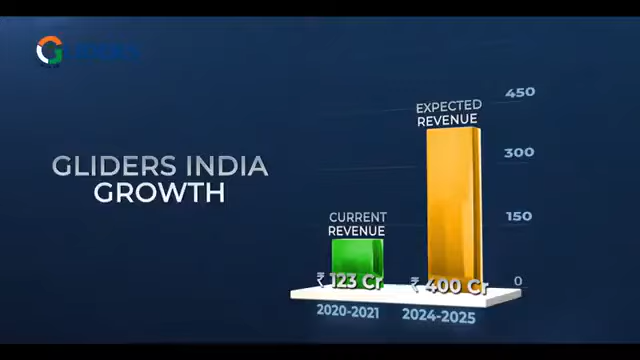 GLIDERS INDIA
GROWTH
EXPECTED
REVENUE
CURRENT
REVENUE
450
300
150
0
₹ 123 Cr
₹ 400 Cr
2020-2021
2024-2025